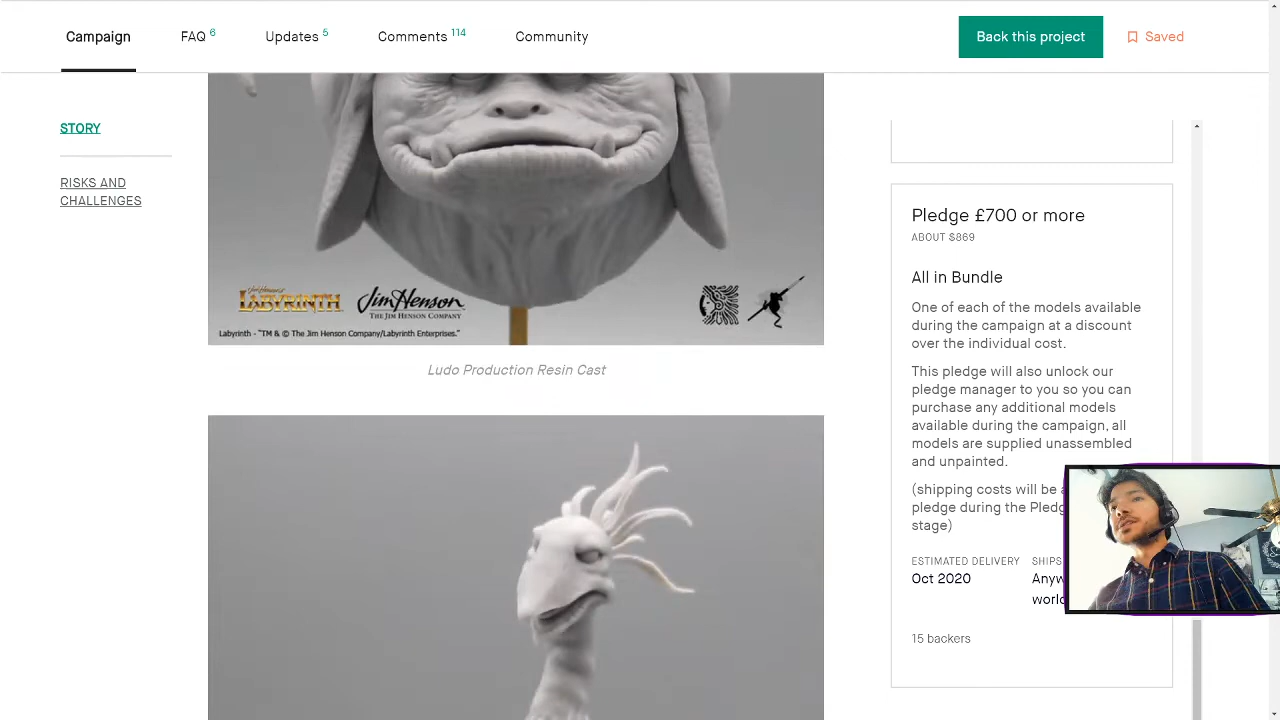 Campaign
FAQ 6
Updates 5
Comments 114
Community
Back this project
Saved
STORY
RISKS AND
CHALLENGES
Jim Henson's
LABYRINTH
Jim Henson
THE JIM HENSON COMPANY
Labyrinth - "TM & © The Jim Henson Company/Labyrinth Enterprises."
Ludo Production Resin Cast
Pledge £700 or more
ABOUT $869
All in Bundle
One of each of the models available
during the campaign at a discount
over the individual cost.
This pledge will also unlock our
pledge manager to you so you can
purchase any additional models
available during the campaign, all
models are supplied unassembled
and unpainted.
(shipping costs will be
pledge during the
stage)
ESTIMATED DELIVERY
Oct 2020
SHIPS
15 backers